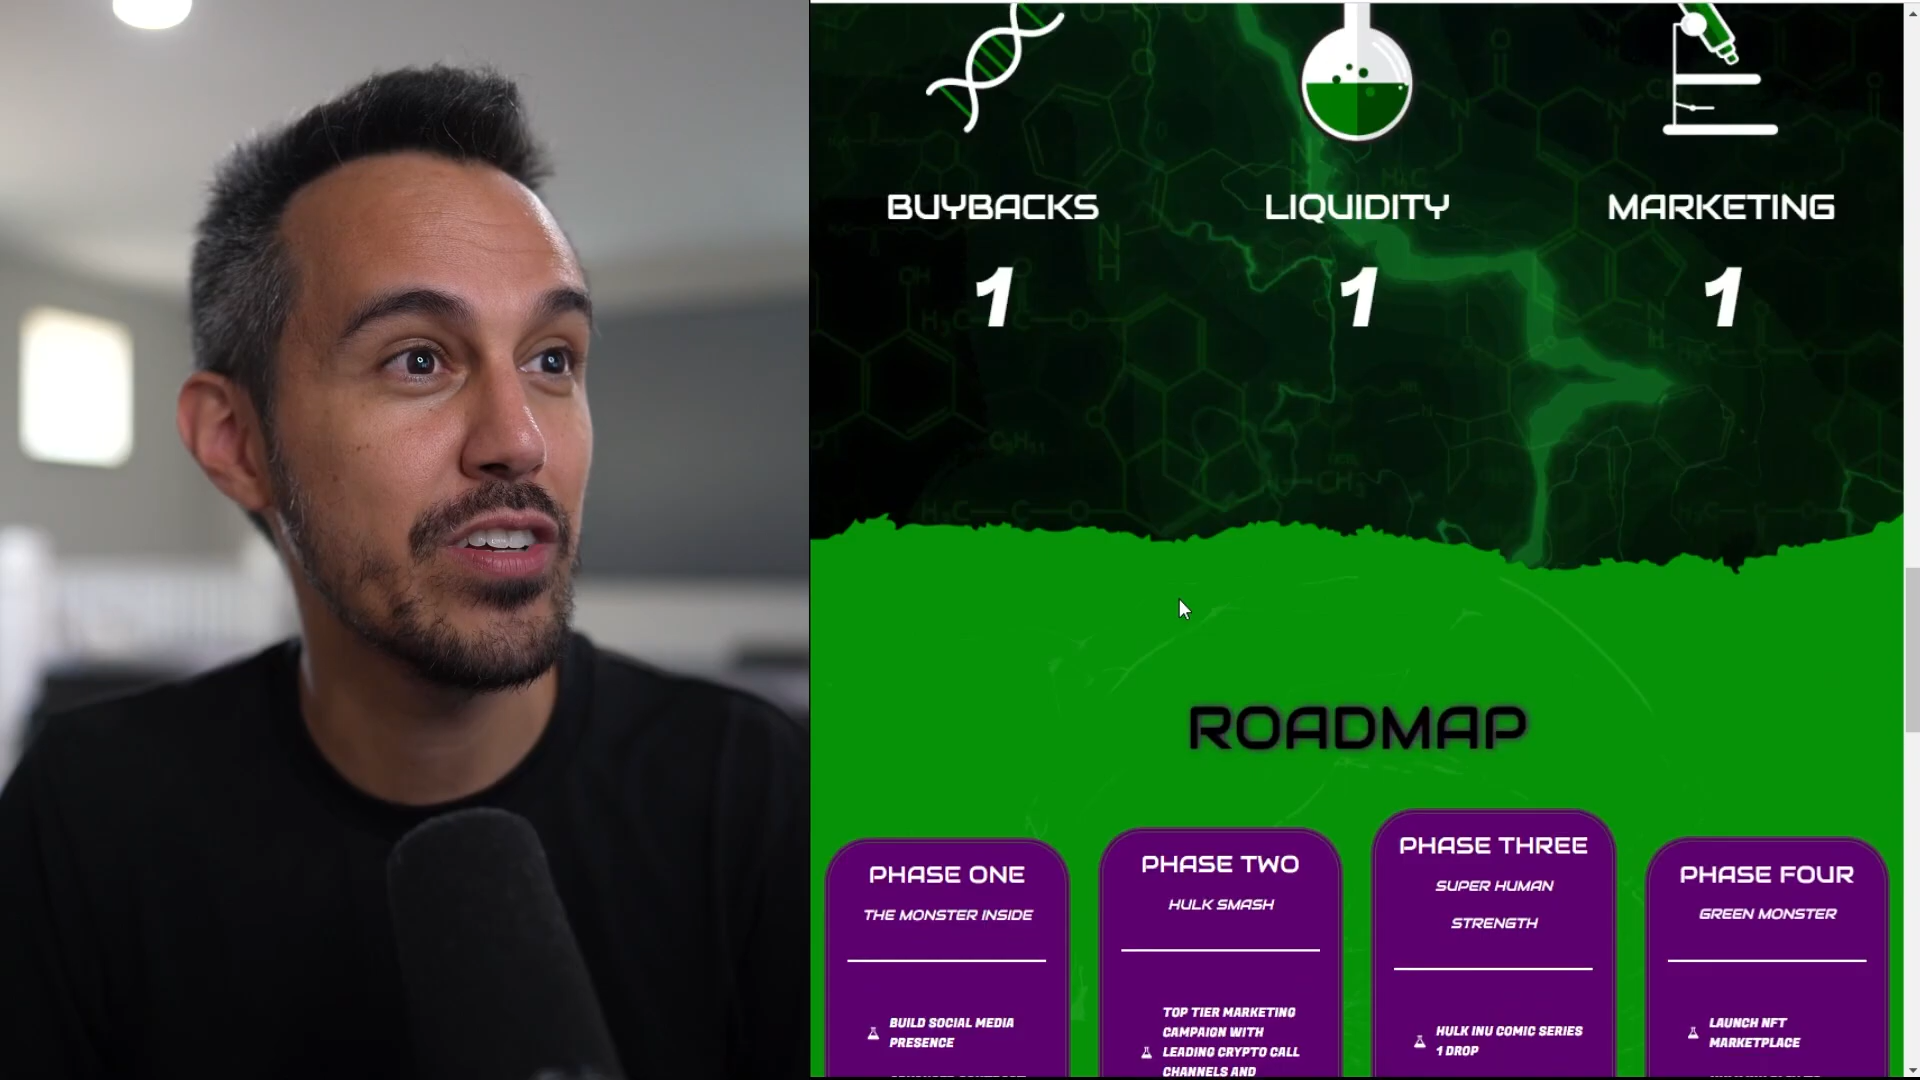 BUYBACKS
LIQUIDITY
MARKETING
1
1
1
ROADMAP
PHASE ONE
THE MONSTER INSIDE
BUILD SOCIAL MEDIA
PRESENCE
PHASE TWO
HULK SMASH
TOP TIER MARKETING
CAMPAIGN WITH
LEADING CRYPTO CALL
CHANNELS AND
PHASE THREE
SUPER HUMAN
STRENGTH
HULK INU COMIC SERIES
1 DROP
PHASE FOUR
GREEN MONSTER
LAUNCH NFT
MARKETPLACE